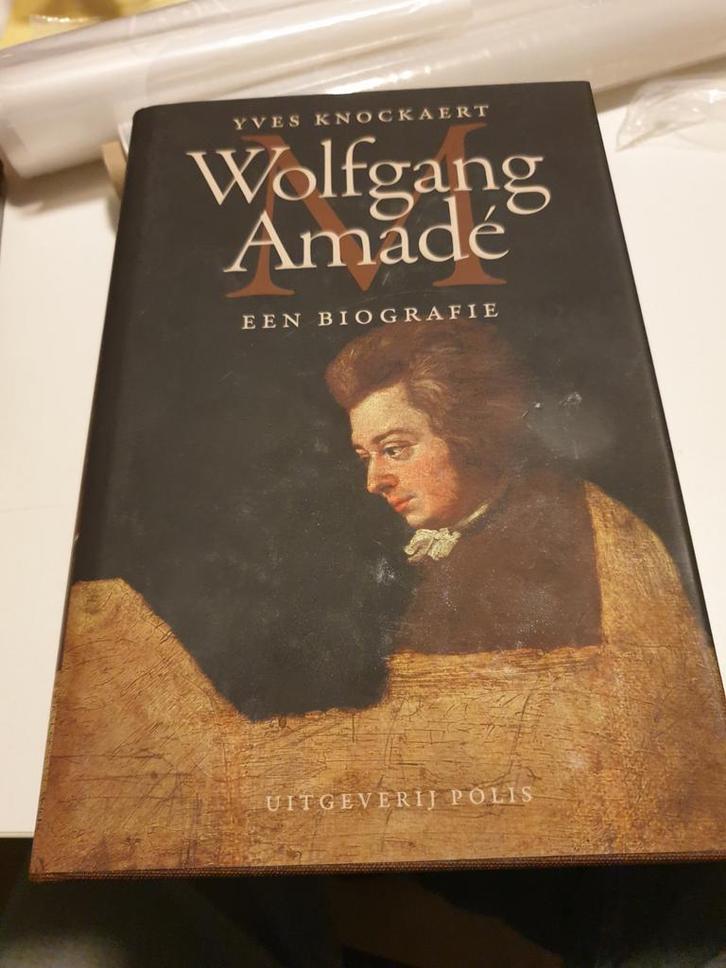 YVES KNOCKAERT
M
Wolfgang
Amadé
EEN BIOGRAFIE
UITGEVERIJ POLIS